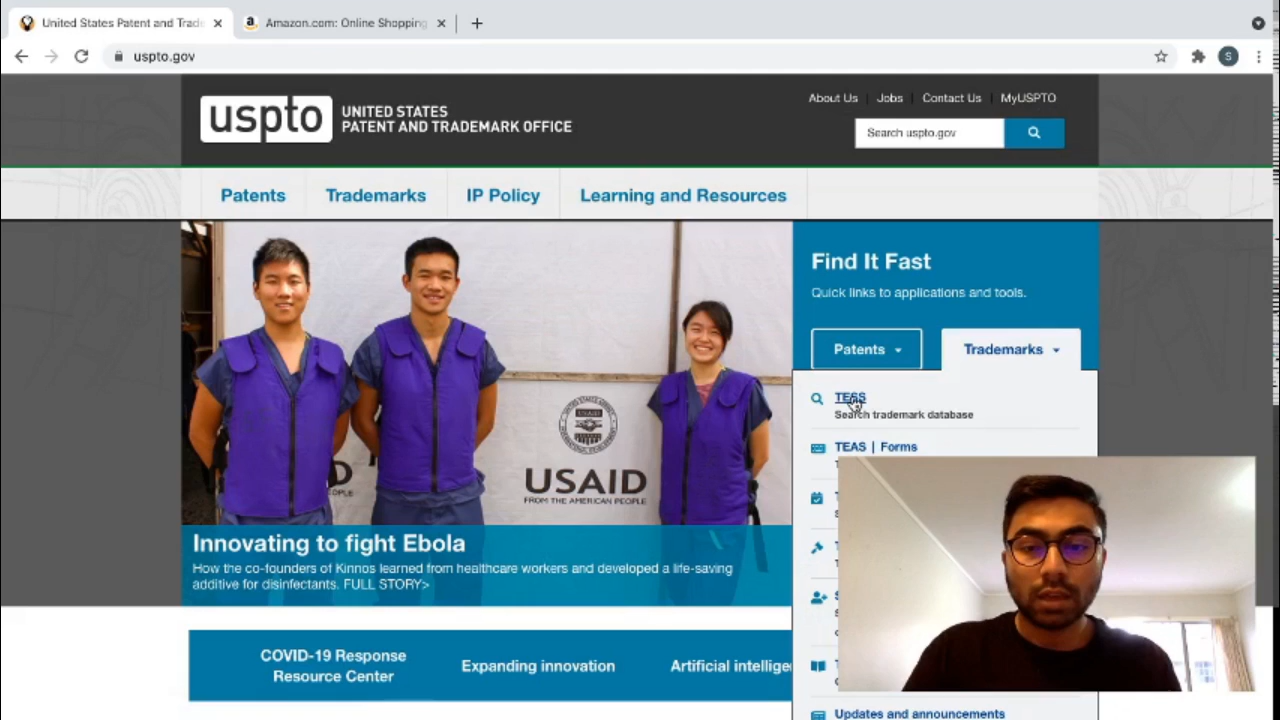 United States Patent and Trade
Amazon.com: Online Shopping
uspto.gov
uspto
UNITED STATES
PATENT AND TRADEMARK OFFICE
About Us | Jobs | Contact Us | MyUSPTO
Search uspto.gov
Patents
Trademarks
IP Policy
Learning and Resources
Find It Fast
Quick links to applications and tools.
Patents
Trademarks
TESS
Search trademark database
TEAS | Forms
USAID
FROM THE AMERICAN PEOPLE
Innovating to fight Ebola
How the co-founders of Kinnos learned from healthcare workers and developed a life-saving
additive for disinfectants. FULL STORY>
COVID-19 Response
Resource Center
Expanding innovation
Artificial intellige
Updates and announcements